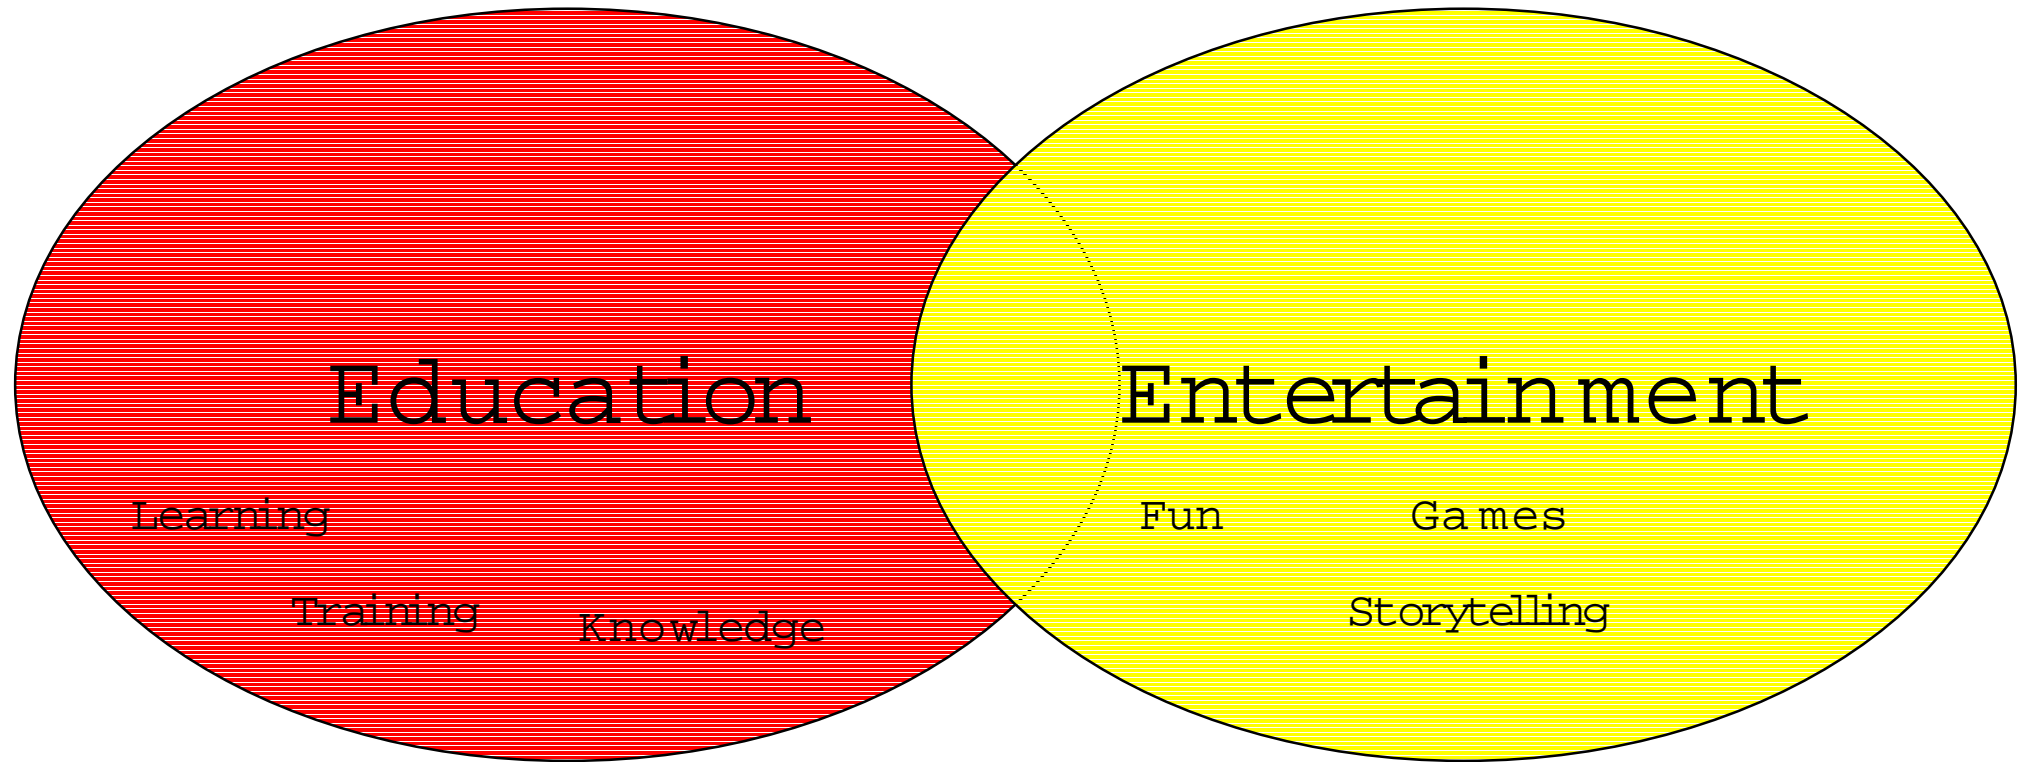 Education
Entertainment
Learning
Fun
Games
Training
Knowledge
Storytelling